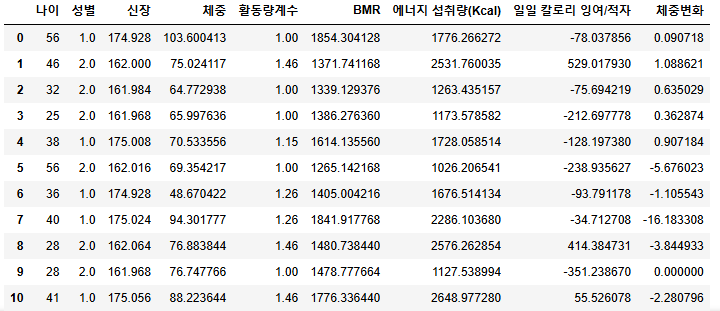 나이 성별 신장 체중 활동량계수 BMR 에너지 섭취량(Kcal) 일일 칼로리 잉여/적자 체중변화
0 56 1.0 174.928 103.600413 1.00 1854.304128 1776.266272 -78.037856 0.090718
1 46 2.0 162.000 75.024117 1.46 1371.741168 2531.760035 529.017930 1.088621
2 32 2.0 161.984 64.772938 1.00 1339.129376 1263.435157 -75.694219 0.635029
3 25 2.0 161.968 65.997636 1.00 1386.276360 1173.578582 -212.697778 0.362874
4 38 1.0 175.008 70.533556 1.15 1614.135560 1728.058514 -128.197380 0.907184
5 56 2.0 162.016 69.354217 1.00 1265.142168 1026.206541 -238.935627 -5.676023
6 36 1.0 174.928 48.670422 1.26 1405.004216 1676.514134 -93.791178 -1.105543
7 40 1.0 175.024 94.301777 1.26 1841.917768 2286.103680 -34.712708 -16.183308
8 28 2.0 162.064 76.883844 1.46 1480.738440 2576.262854 414.384731 -3.844933
9 28 2.0 161.968 76.747766 1.00 1478.777664 1127.538994 -351.238670 0.000000
10 41 1.0 175.056 88.223644 1.46 1776.336440 2648.977280 55.526078 -2.280796